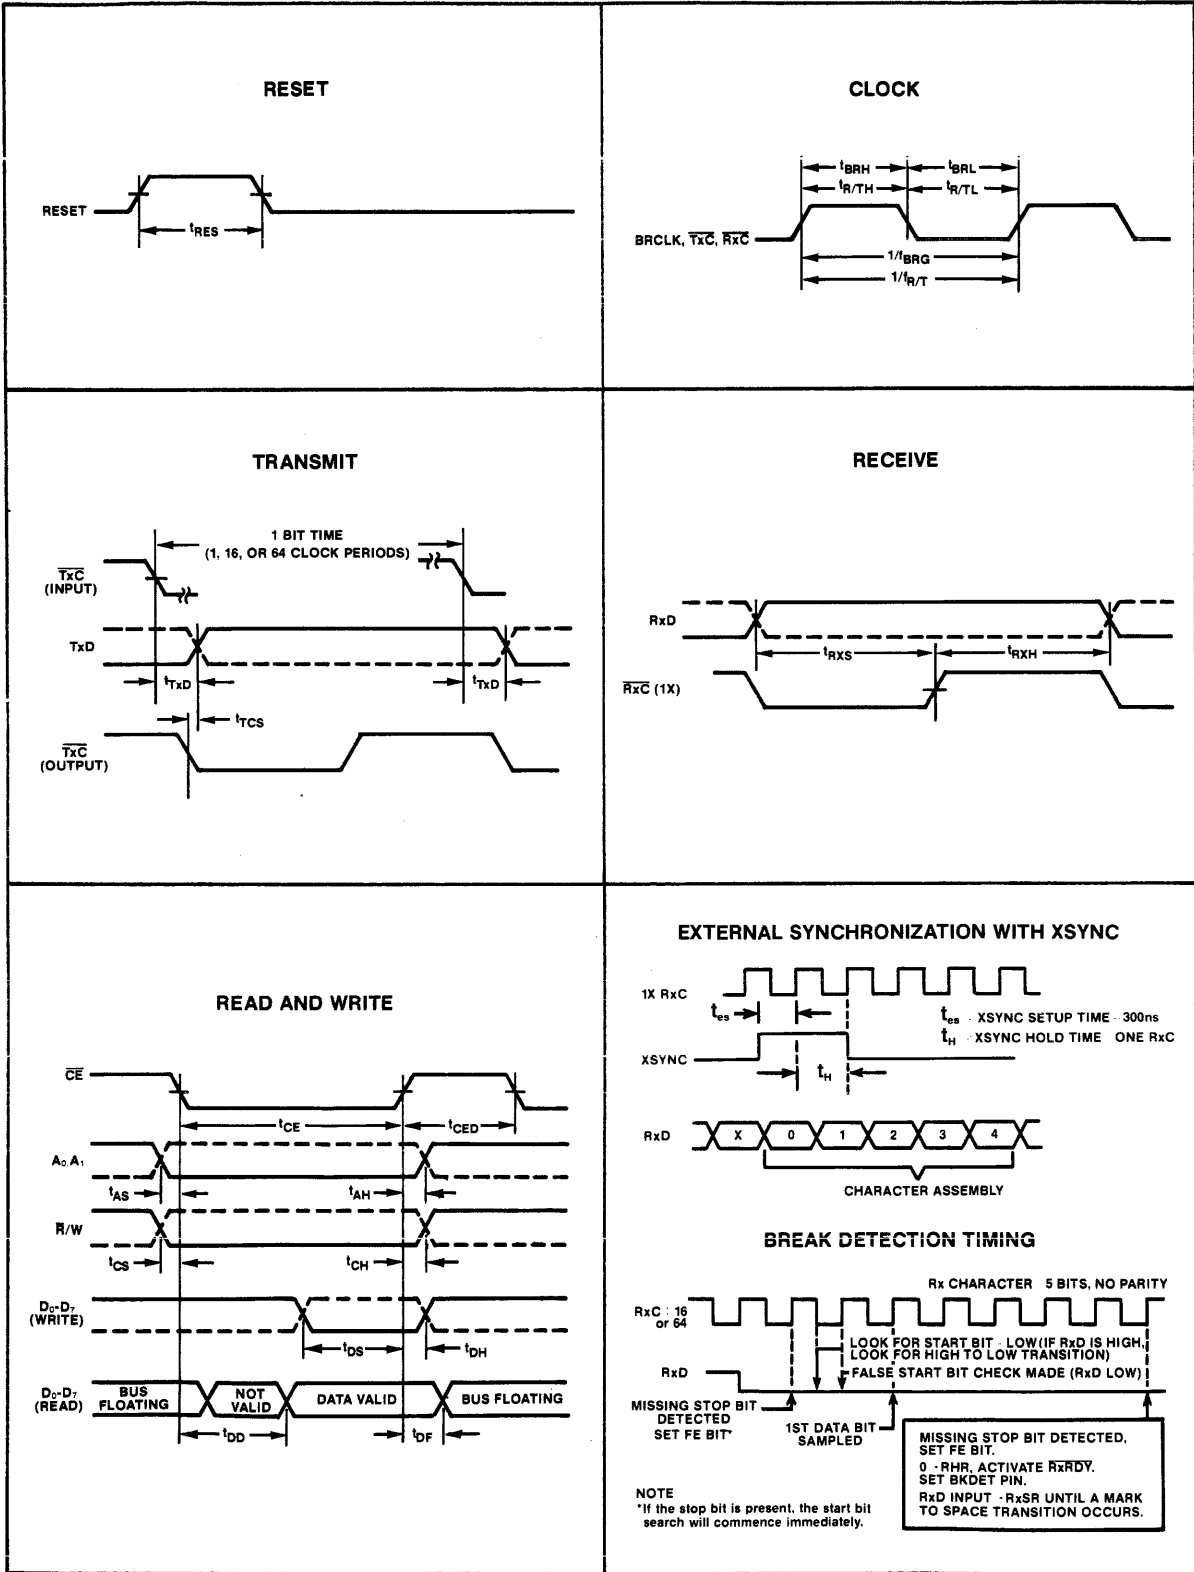 RESET
RESET
tRES
CLOCK
tBRH
tBRL
tR/TH
tR/TL
BRCLK, TxC, RxC
1/fBRG
1/fR/T
TRANSMIT
1 BIT TIME
(1, 16, OR 64 CLOCK PERIODS)
TxC
(INPUT)
TxD
tTxD
tTxD
tTCS
TxC
(OUTPUT)
RECEIVE
RxD
tRXS
tRXH
RxC (1X)
READ AND WRITE
CE
tCE
tCED
A0, A1
tAS
tAH
R/W
tCS
tCH
D0-D7
(WRITE)
tDS
tDH
D0-D7
(READ)
BUS
FLOATING
NOT
VALID
DATA VALID
BUS FLOATING
tDD
tDF
EXTERNAL SYNCHRONIZATION WITH XSYNC
1X RxC
tes
tes - XSYNC SETUP TIME - 300ns
tH - XSYNC HOLD TIME ONE RxC
XSYNC
tH
RxD
X 0 1 2 3 4
CHARACTER ASSEMBLY
BREAK DETECTION TIMING
Rx CHARACTER 5 BITS, NO PARITY
RxC : 16
or 64
LOOK FOR START BIT - LOW (IF RxD IS HIGH,
LOOK FOR HIGH TO LOW TRANSITION)
RxD
FALSE START BIT CHECK MADE (RxD LOW)
MISSING STOP BIT
DETECTED
SET FE BIT*
1ST DATA BIT
SAMPLED
MISSING STOP BIT DETECTED,
SET FE BIT.
0 - RHR, ACTIVATE RxRDY.
SET BKDET PIN.
RxD INPUT - RxSR UNTIL A MARK
TO SPACE TRANSITION OCCURS.
NOTE
*If the stop bit is present, the start bit
search will commence immediately.